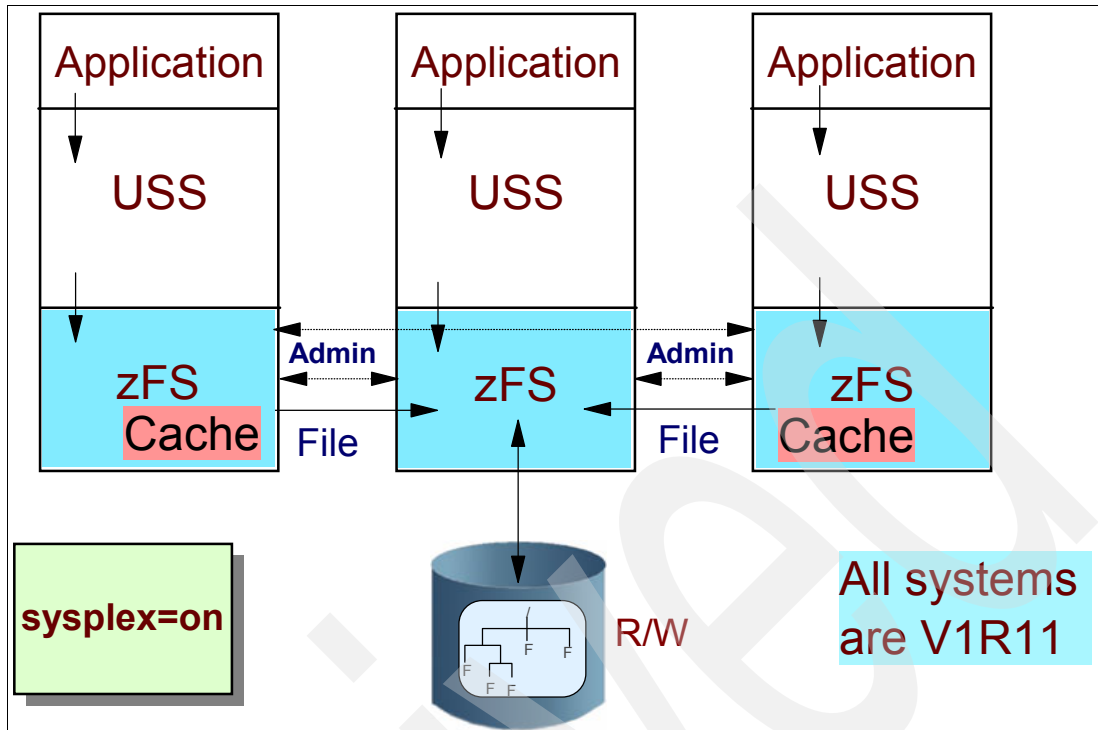 Application
Application
Application
USS
USS
USS
Admin
Admin
zFS
zFS
zFS
Cache
Cache
File
File
sysplex=on
R/W
F
F
F
F
F
All systems
are V1R11